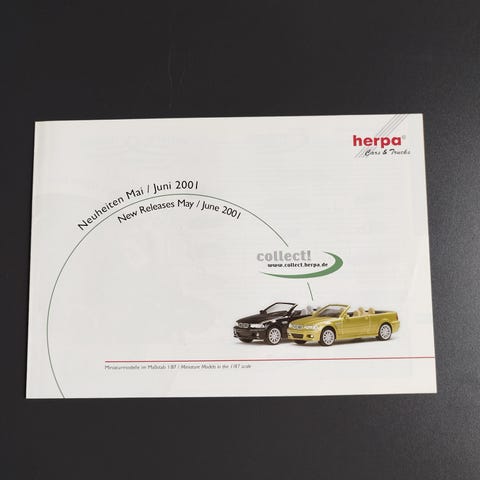 herpa®
Cars & Trucks
Neuheiten Mai / Juni 2001
New Releases May / June 2001
collect!
www.collect.herpa.de
Miniaturmodelle im Maßstab 1/87 / Miniature Models in the 1/87 scale